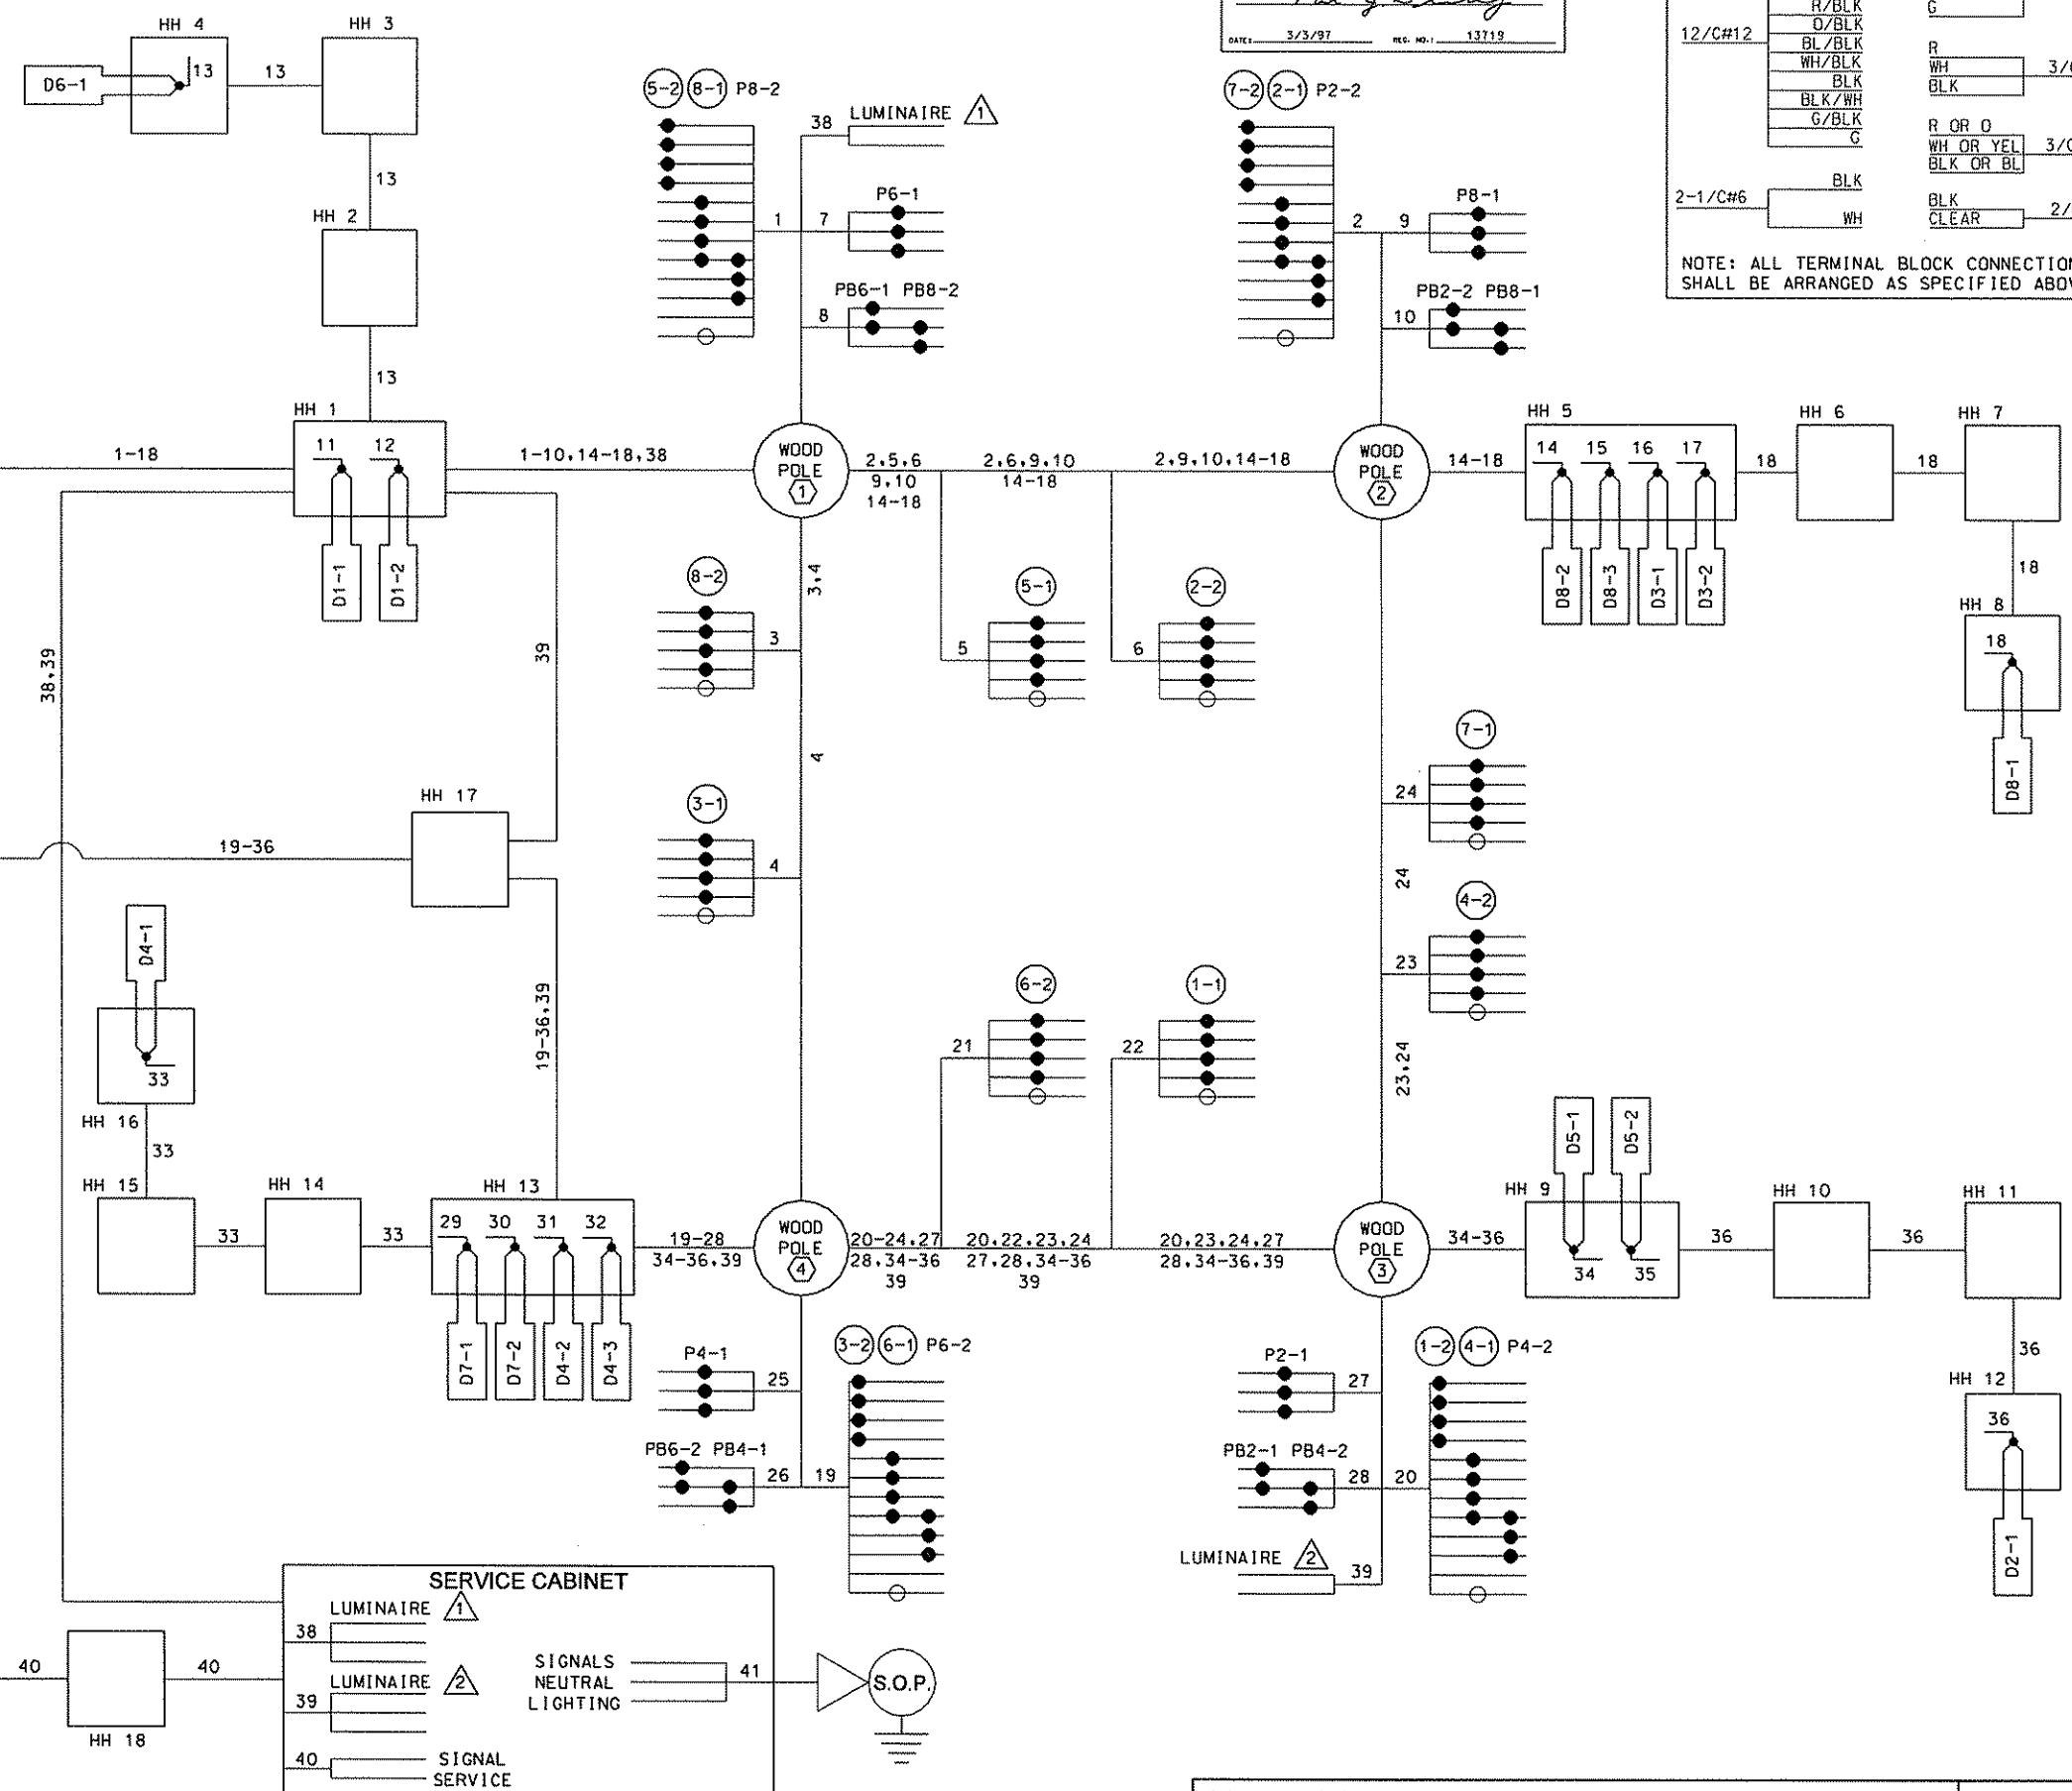 HH 4
HH 3
D6-1
13
13
13
HH 2
13
DATE: 3/3/97 REG. NO.: 13719
12/C#12
R/BLK
O/BLK
BL/BLK
WH/BLK
BLK
BLK/WH
G/BLK
G
G
R
WH
BLK
R OR O
WH OR YEL
BLK OR BL
2-1/C#6
BLK
WH
BLK
CLEAR
NOTE: ALL TERMINAL BLOCK CONNECTION
SHALL BE ARRANGED AS SPECIFIED ABOV
5-2 8-1 P8-2
38 LUMINAIRE 1
P6-1
1 7
PB6-1 PB8-2
8
7-2 2-1 P2-2
P8-1
2 9
PB2-2 PB8-1
10
HH 1
11 12
1-18
1-10,14-18,38
D1-1
D1-2
WOOD
POLE
1
2,5,6
9,10
14-18
2,6,9,10
14-18
2,9,10,14-18
WOOD
POLE
2
14-18
HH 5
14 15 16 17
D8-2
D8-3
D3-1
D3-2
18
HH 6
18
HH 7
18
HH 8
18
D8-1
38,39
39
3,4
8-2
3
5-1
5
2-2
6
4
7-1
24
3-1
4
24
4-2
23
23,24
HH 17
19-36
19-36,39
D4-1
33
HH 16
33
HH 15
33
HH 14
33
HH 13
29 30 31 32
D7-1
D7-2
D4-2
D4-3
19-28
34-36,39
6-2
21
1-1
22
WOOD
POLE
4
20-24,27
28,34-36
39
20,22,23,24
27,28,34-36
39
20,23,24,27
28,34-36,39
WOOD
POLE
3
34-36
D5-1
D5-2
HH 9
34 35
36
HH 10
36
HH 11
36
HH 12
36
D2-1
P4-1
25
PB6-2 PB4-1
26 19
3-2 6-1 P6-2
P2-1
27
PB2-1 PB4-2
28 20
1-2 4-1 P4-2
LUMINAIRE 2
39
SERVICE CABINET
LUMINAIRE 1
38
LUMINAIRE 2
39
40 SIGNAL
SERVICE
SIGNALS
NEUTRAL
LIGHTING
41
S.O.P.
40
40
HH 18